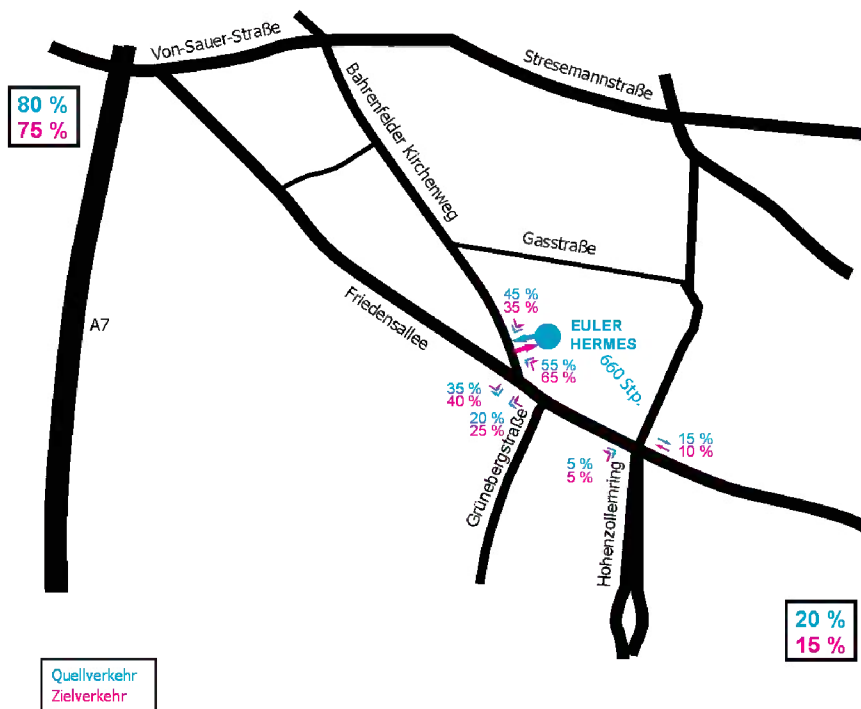 Von-Sauer-Straße
Stresemannstraße
80 %
75 %
Bahrenfelder Kirchenweg
Gasstraße
45 %
35 %
A7
Friedensallee
EULER
HERMES
55 %
65 %
660 Stp.
35 %
40 %
20 %
25 %
Grünebergstraße
15 %
10 %
5 %
5 %
Hohenzollernring
20 %
15 %
Quellverkehr
Zielverkehr